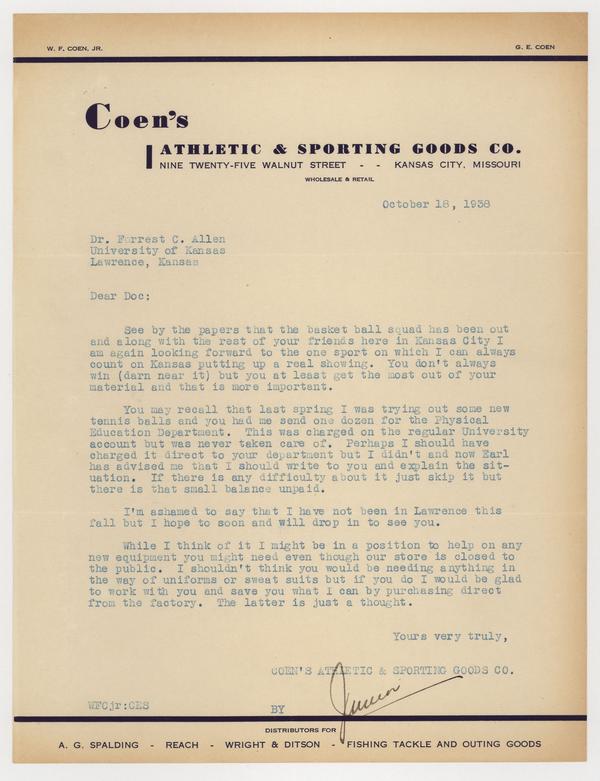 W. F. COEN, JR.
G. E. COEN
Coen's
ATHLETIC & SPORTING GOODS CO.
NINE TWENTY-FIVE WALNUT STREET - - KANSAS CITY, MISSOURI
WHOLESALE & RETAIL
October 18, 1938
Dr. Forrest C. Allen
University of Kansas
Lawrence, Kansas
Dear Doc:
See by the papers that the basket ball squad has been out
and along with the rest of your friends here in Kansas City I
am again looking forward to the one sport on which I can always
count on Kansas putting up a real showing. You don't always
win (darn near it) but you at least get the most out of your
material and that is more important.
You may recall that last spring I was trying out some new
tennis balls and you had me send one dozen for the Physical
Education Department. This was charged on the regular University
account but was never taken care of. Perhaps I should have
charged it direct to your department but I didn't and now Earl
has advised me that I should write to you and explain the sit-
uation. If there is any difficulty about it just skip it but
there is that small balance unpaid.
I'm ashamed to say that I have not been in Lawrence this
fall but I hope to soon and will drop in to see you.
While I think of it I might be in a position to help on any
new equipment you might need even though our store is closed to
the public. I shouldn't think you would be needing anything in
the way of uniforms or sweat suits but if you do I would be glad
to work with you and save you what I can by purchasing direct
from the factory. The latter is just a thought.
Yours very truly,
COEN'S ATHLETIC & SPORTING GOODS CO.
WFCjr:CES
BY Junior
DISTRIBUTORS FOR
A. G. SPALDING - REACH - WRIGHT & DITSON - FISHING TACKLE AND OUTING GOODS